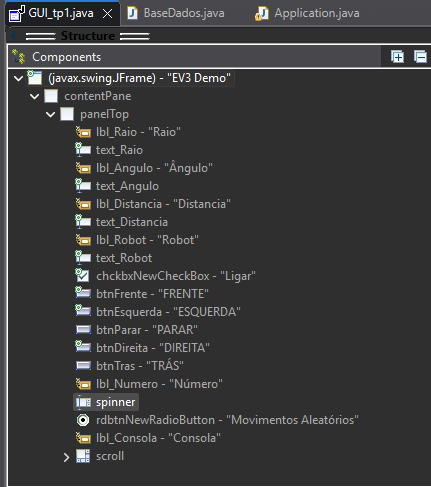 GUI_tp1.java BaseDados.java Application.java
Structure
Components
(javax.swing.JFrame) - "EV3 Demo"
contentPane
panelTop
lbl_Raio - "Raio"
text_Raio
lbl_Angulo - "Ângulo"
text_Angulo
lbl_Distancia - "Distancia"
text_Distancia
lbl_Robot - "Robot"
text_Robot
chckbxNewCheckBox - "Ligar"
btnFrente - "FRENTE"
btnEsquerda - "ESQUERDA"
btnParar - "PARAR"
btnDireita - "DIREITA"
btnTras - "TRÁS"
lbl_Numero - "Número"
spinner
rdbtnNewRadioButton - "Movimentos Aleatórios"
lbl_Consola - "Consola"
scroll